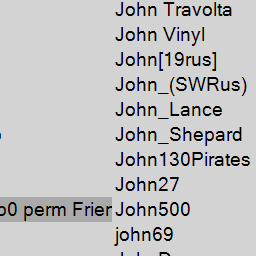 John Travolta
John Vinyl
John[19rus]
John_(SWRus)
John_Lance
John_Shepard
John130Pirates
John27
perm Frier John500
john69